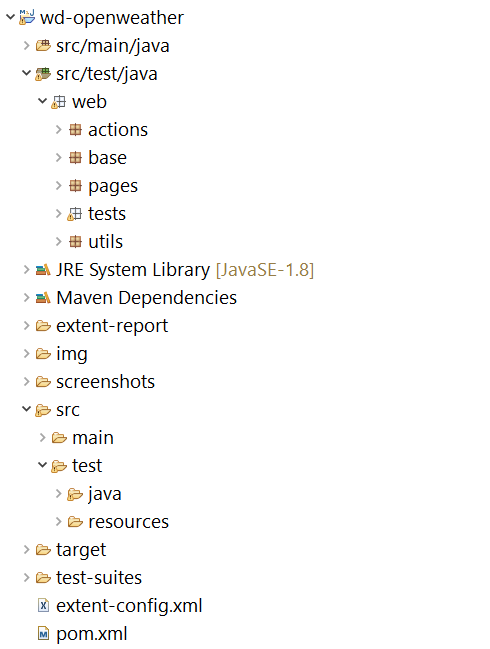 wd-openweather
src/main/java
src/test/java
web
actions
base
pages
tests
utils
JRE System Library [JavaSE-1.8]
Maven Dependencies
extent-report
img
screenshots
src
main
test
java
resources
target
test-suites
extent-config.xml
pom.xml